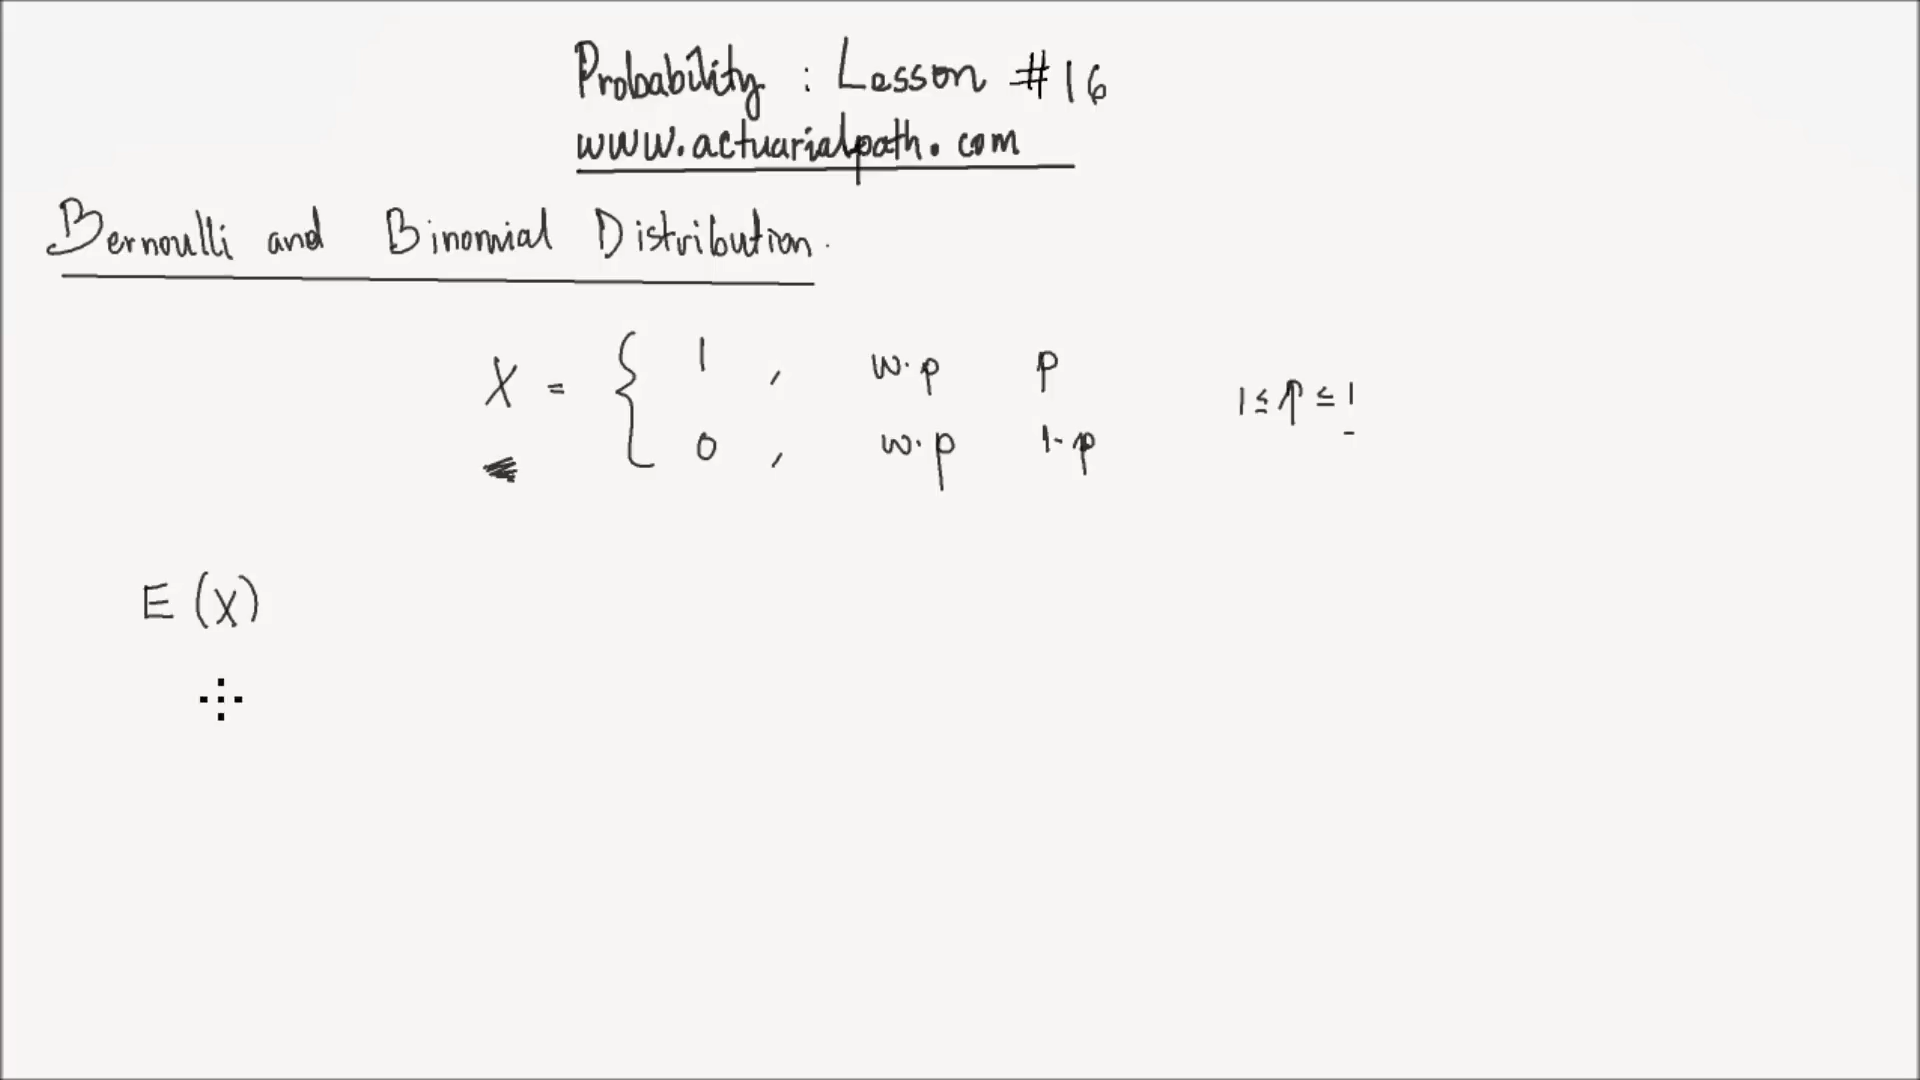 Probability : Lesson #16
www.actuarialpath.com
Bernoulli and Binomial Distribution.
X = { 1 , w.p p
0 , w.p 1-p
1 ≤ p ≤ 1
E (X)